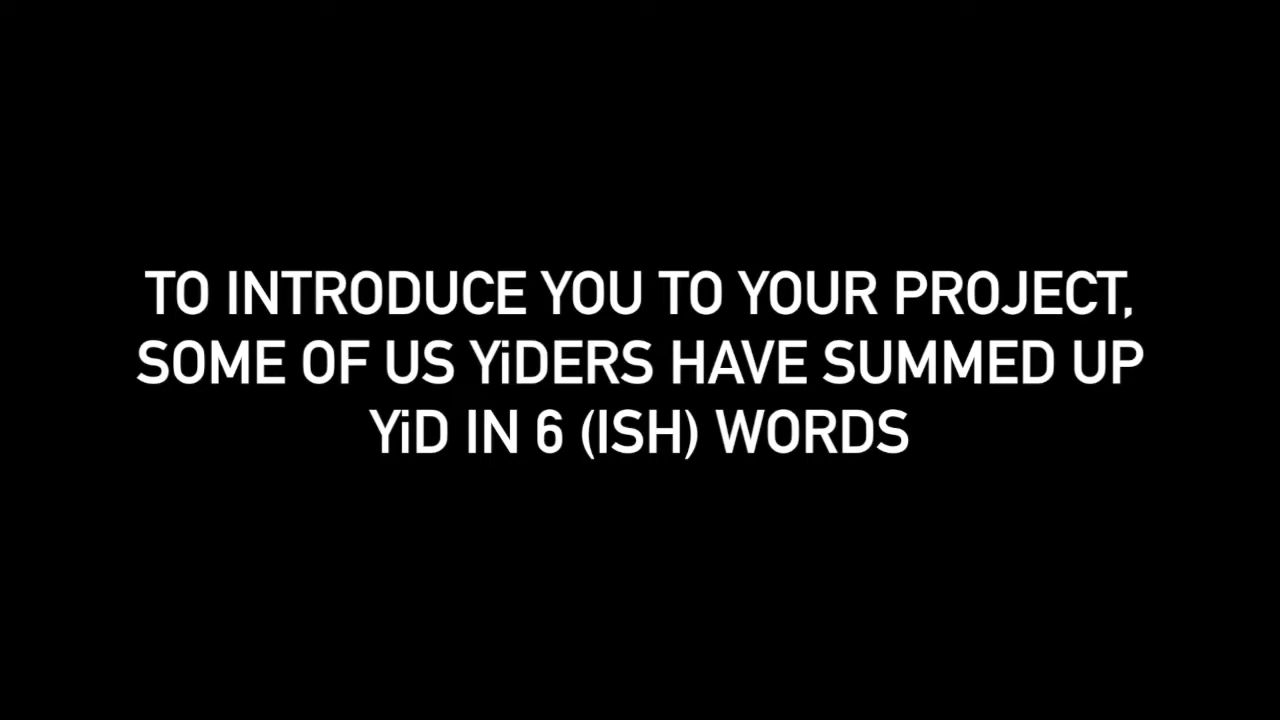 TO INTRODUCE YOU TO YOUR PROJECT,
SOME OF US YiDERS HAVE SUMMED UP
YiD IN 6 (ISH) WORDS